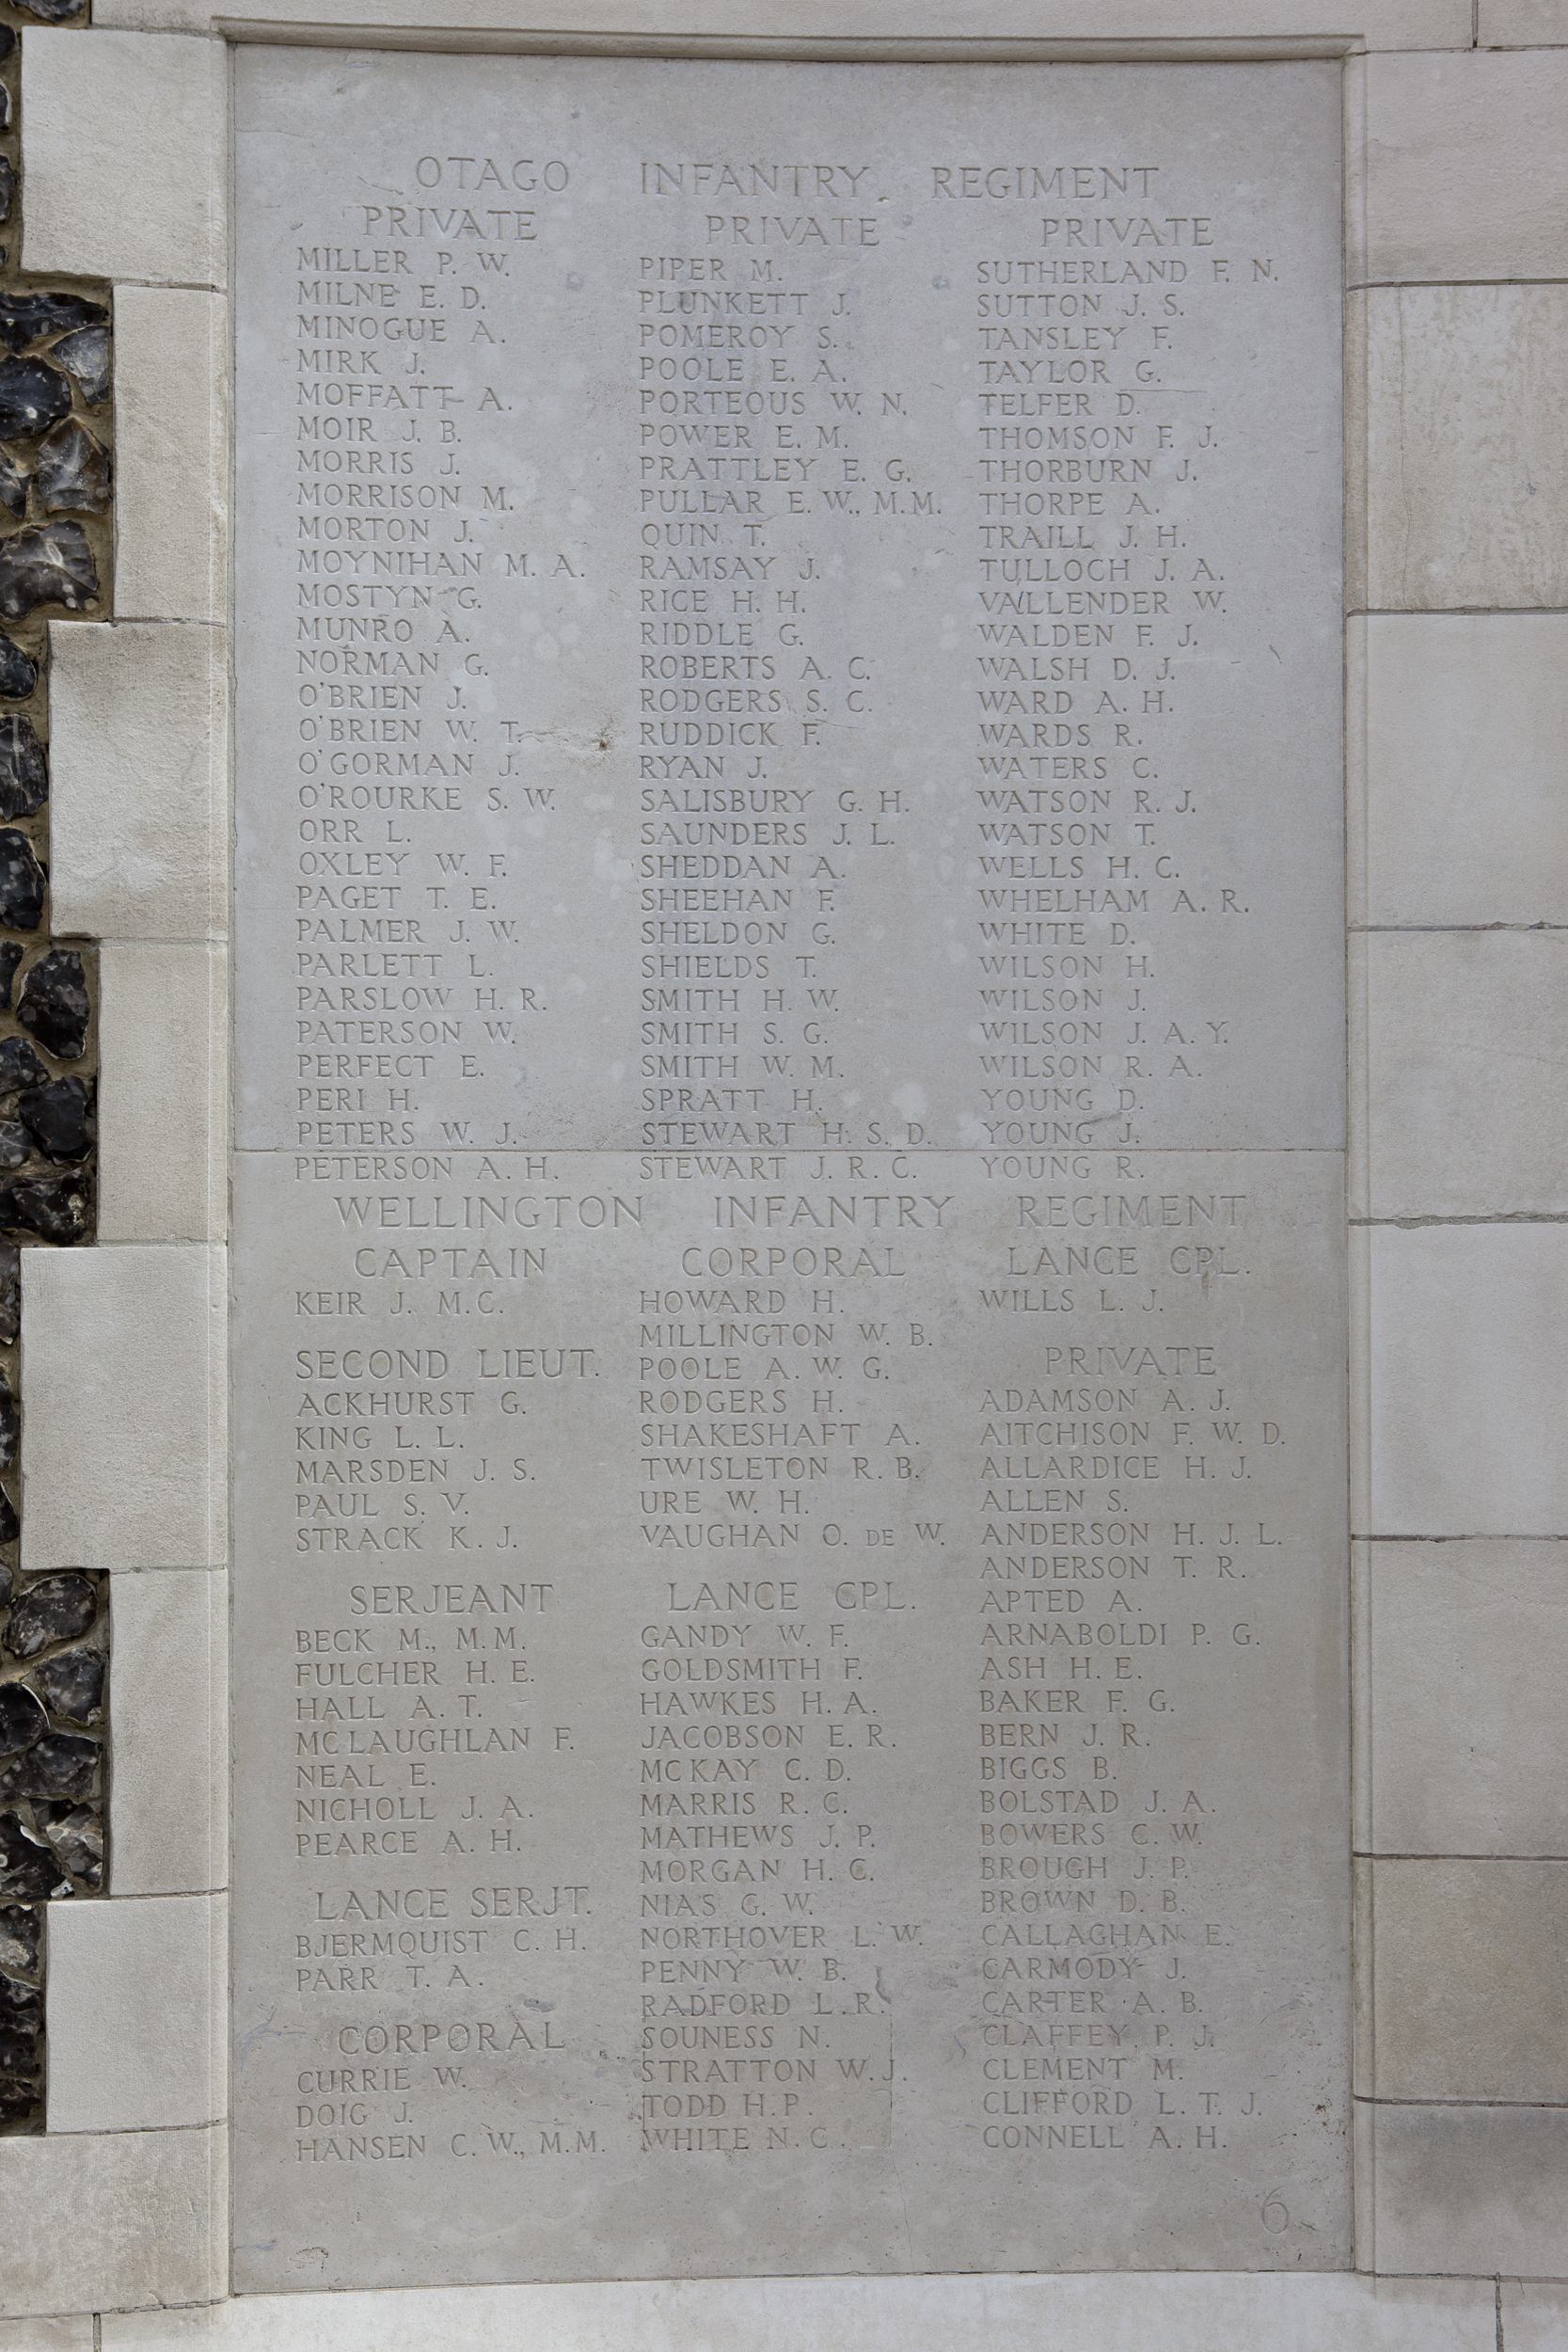 OTAGO INFANTRY REGIMENT
PRIVATE
MILLER P. W.
MILNE E. D.
MINOGUE A.
MIRK J.
MOFFATT A.
MOIR J. B.
MORRIS J.
MORRISON M.
MORTON J.
MOYNIHAN M. A.
MOSTYN G.
MUNRO A.
NORMAN G.
O'BRIEN J.
O'BRIEN W. T.
O'GORMAN J.
O'ROURKE S. W.
ORR L.
OXLEY W. F.
PAGET T. E.
PALMER J. W.
PARLETT L.
PARSLOW H. R.
PATERSON W.
PERFECT E.
PERI H.
PETERS W. J.
PETERSON A. H.
PRIVATE
PIPER M.
PLUNKETT J.
POMEROY S.
POOLE E. A.
PORTEOUS W. N.
POWER E. M.
PRATTLEY E. G.
PULLAR E. W., M.M.
QUIN T.
RAMSAY J.
RICE H. H.
RIDDLE G.
ROBERTS A. C.
RODGERS S. C.
RUDDICK F.
RYAN J.
SALISBURY G. H.
SAUNDERS J. L.
SHEDDAN A.
SHEEHAN F.
SHELDON G.
SHIELDS T.
SMITH H. W.
SMITH S. G.
SMITH W. M.
SPRATT H.
STEWART H. S. D.
STEWART J. R. C.
PRIVATE
SUTHERLAND F. N.
SUTTON J. S.
TANSLEY F.
TAYLOR G.
TELFER D.
THOMSON F. J.
THORBURN J.
THORPE A.
TRAILL J. H.
TULLOCH J. A.
VALLENDER W.
WALDEN F. J.
WALSH D. J.
WARD A. H.
WARDS R.
WATERS C.
WATSON R. J.
WATSON T.
WELLS H. C.
WHELHAM A. R.
WHITE D.
WILSON H.
WILSON J.
WILSON J. A. Y.
WILSON R. A.
YOUNG D.
YOUNG J.
YOUNG R.
WELLINGTON INFANTRY REGIMENT
CAPTAIN
KEIR J. M.C.
SECOND LIEUT.
ACKHURST G.
KING L. L.
MARSDEN J. S.
PAUL S. V.
STRACK K. J.
SERJEANT
BECK M., M.M.
FULCHER H. E.
HALL A. T.
MCLAUGHLAN F.
NEAL E.
NICHOLL J. A.
PEARCE A. H.
LANCE SERJT.
BJERMQUIST C. H.
PARR T. A.
CORPORAL
CURRIE W.
DOIG J.
HANSEN C. W., M.M.
CORPORAL
HOWARD H.
MILLINGTON W. B.
POOLE A. W. G.
RODGERS H.
SHAKESHAFT A.
TWISLETON R. B.
URE W. H.
VAUGHAN O. DE W.
LANCE CPL.
GANDY W. F.
GOLDSMITH F.
HAWKES H. A.
JACOBSON E. R.
MCKAY C. D.
MARRIS R. C.
MATHEWS J. P.
MORGAN H. C.
NIAS G. W.
NORTHOVER L. W.
PENNY W. B.
RADFORD L. R.
SOUNESS N.
STRATTON W. J.
TODD H. P.
WHITE N. C.
LANCE CPL.
WILLS L. J.
PRIVATE
ADAMSON A. J.
AITCHISON F. W. D.
ALLARDICE H. J.
ALLEN S.
ANDERSON H. J. L.
ANDERSON T. R.
APTED A.
ARNABOLDI P. G.
ASH H. E.
BAKER F. G.
BERN J. R.
BIGGS B.
BOLSTAD J. A.
BOWERS C. W.
BROUGH J. P.
BROWN D. B.
CALLAGHAN E.
CARMODY J.
CARTER A. B.
CLAFFEY P. J.
CLEMENT M.
CLIFFORD L. T. J.
CONNELL A. H.
6